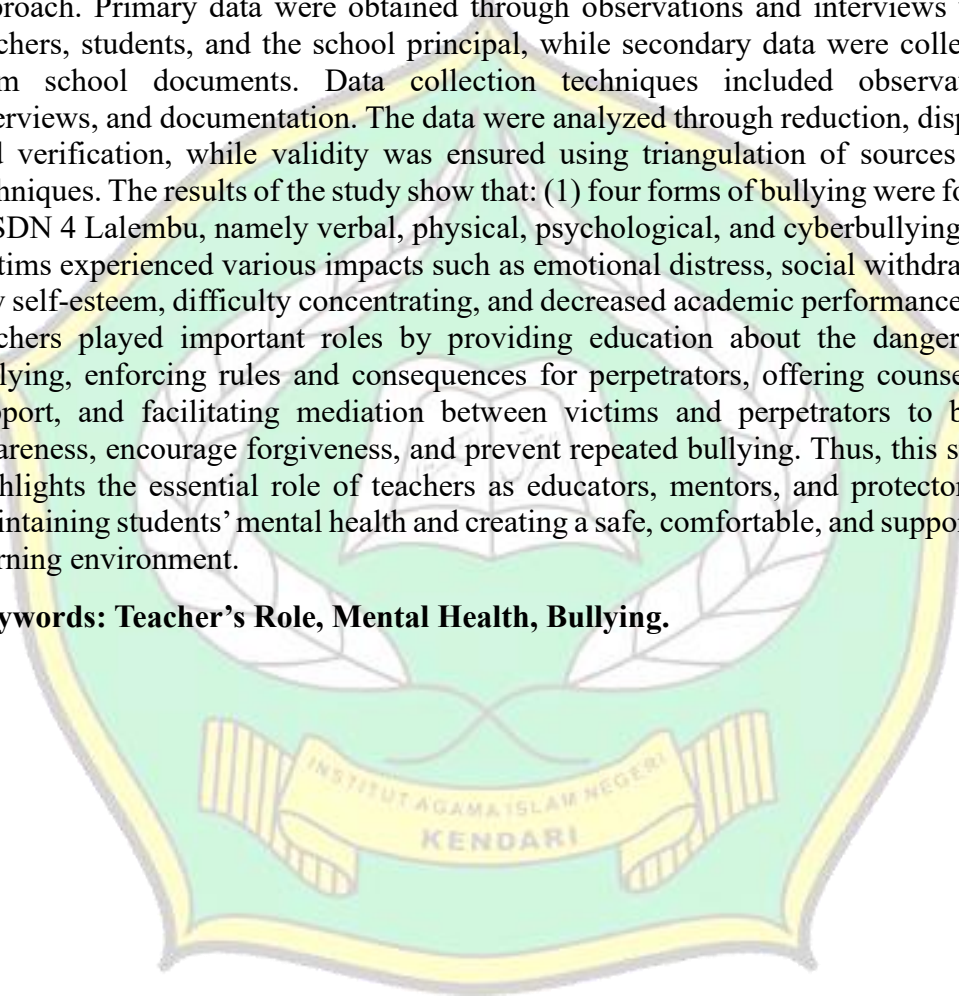 proach. Primary data were obtained through observations and interviews
chers, students, and the school principal, while secondary data were colle
m school documents. Data collection techniques included observat
erviews, and documentation. The data were analyzed through reduction, disp
d verification, while validity was ensured using triangulation of sources
hniques. The results of the study show that: (1) four forms of bullying were fo
SDN 4 Lalembu, namely verbal, physical, psychological, and cyberbullying
tims experienced various impacts such as emotional distress, social withdra
self-esteem, difficulty concentrating, and decreased academic performance
chers played important roles by providing education about the danger
lying, enforcing rules and consequences for perpetrators, offering counse
port, and facilitating mediation between victims and perpetrators to b
areness, encourage forgiveness, and prevent repeated bullying. Thus, this s
hlights the essential role of teachers as educators, mentors, and protector
intaining students’ mental health and creating a safe, comfortable, and suppor
rning environment.
ywords: Teacher’s Role, Mental Health, Bullying.
INSTITUT AGAMA ISLAM NEGERI
KENDARI